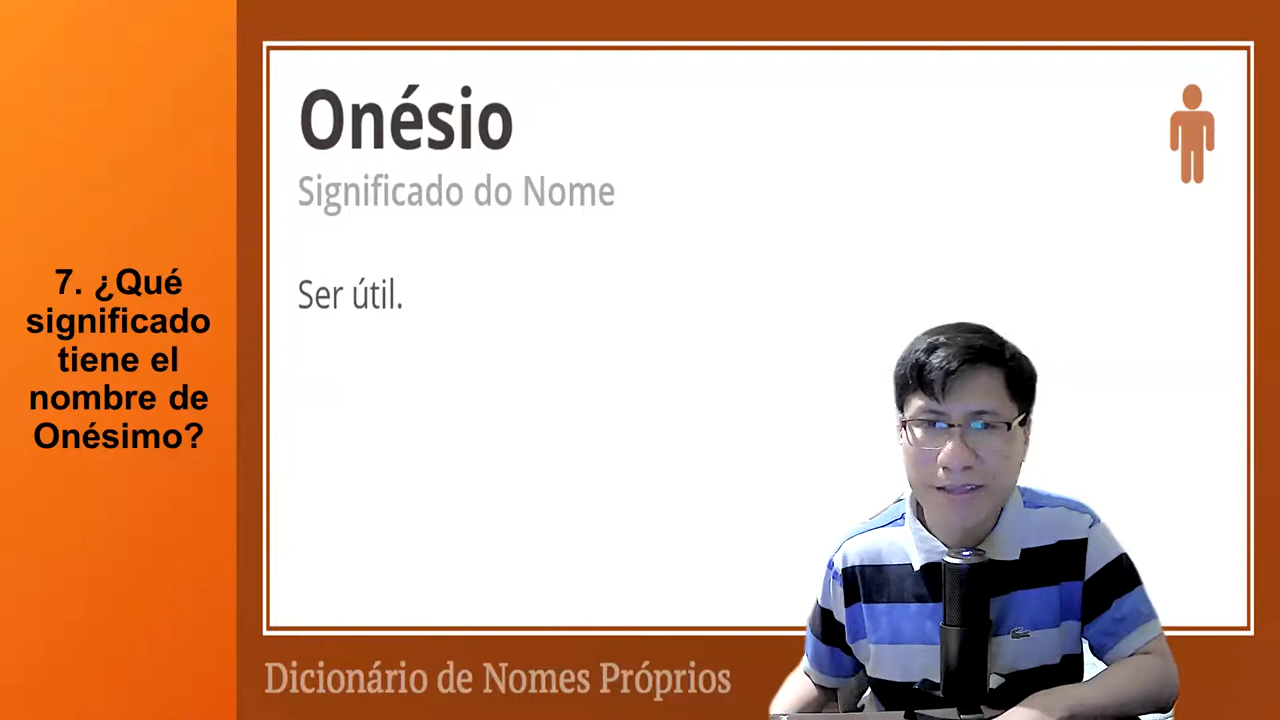 7. ¿Qué
significado
tiene el
nombre de
Onésimo?
Onésio
Significado do Nome
Ser útil.
Dicionário de Nomes Próprios